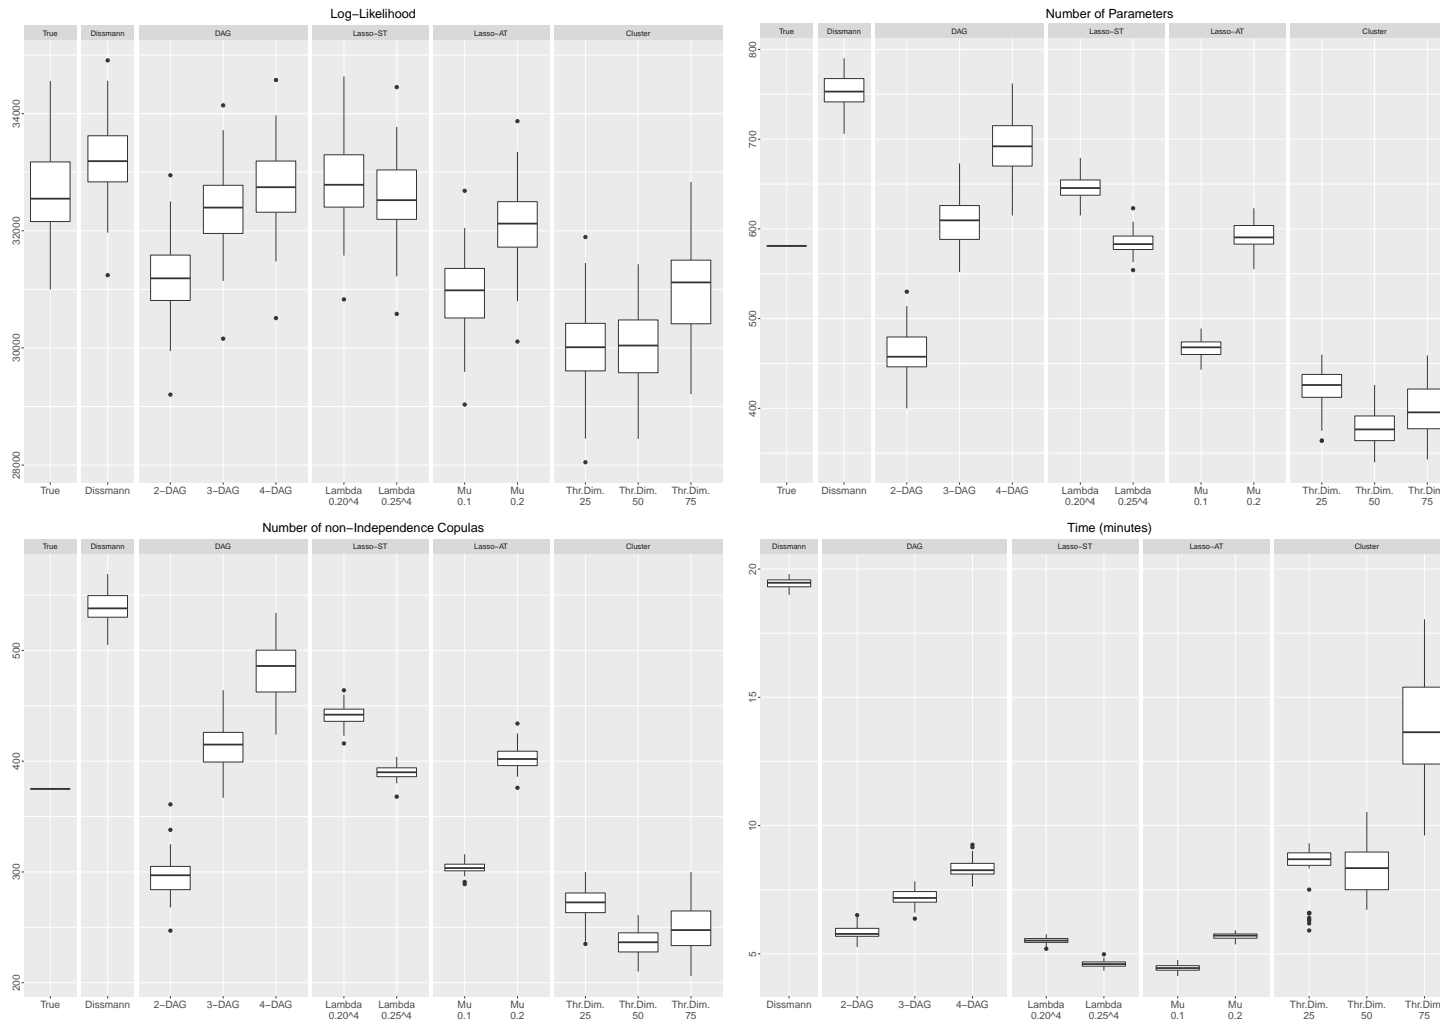 Log−Likelihood
True Dissmann DAG Lasso−ST Lasso−AT Cluster
34000
32000
30000
28000
True Dissmann 2−DAG 3−DAG 4−DAG Lambda 0.20^4 Lambda 0.25^4 Mu 0.1 Mu 0.2 Thr.Dim. 25 Thr.Dim. 50 Thr.Dim. 75
Number of Parameters
True Dissmann DAG Lasso−ST Lasso−AT Cluster
800
700
600
500
400
True Dissmann 2−DAG 3−DAG 4−DAG Lambda 0.20^4 Lambda 0.25^4 Mu 0.1 Mu 0.2 Thr.Dim. 25 Thr.Dim. 50 Thr.Dim 75
Number of non−Independence Copulas
True Dissmann DAG Lasso−ST Lasso−AT Cluster
500
400
300
200
True Dissmann 2−DAG 3−DAG 4−DAG Lambda 0.20^4 Lambda 0.25^4 Mu 0.1 Mu 0.2 Thr.Dim. 25 Thr.Dim. 50 Thr.Dim. 75
Time (minutes)
Dissmann DAG Lasso−ST Lasso−AT Cluster
20
15
10
5
Dissmann 2−DAG 3−DAG 4−DAG Lambda 0.20^4 Lambda 0.25^4 Mu 0.1 Mu 0.2 Thr.Dim. 25 Thr.Dim. 50 Thr.Dim 75